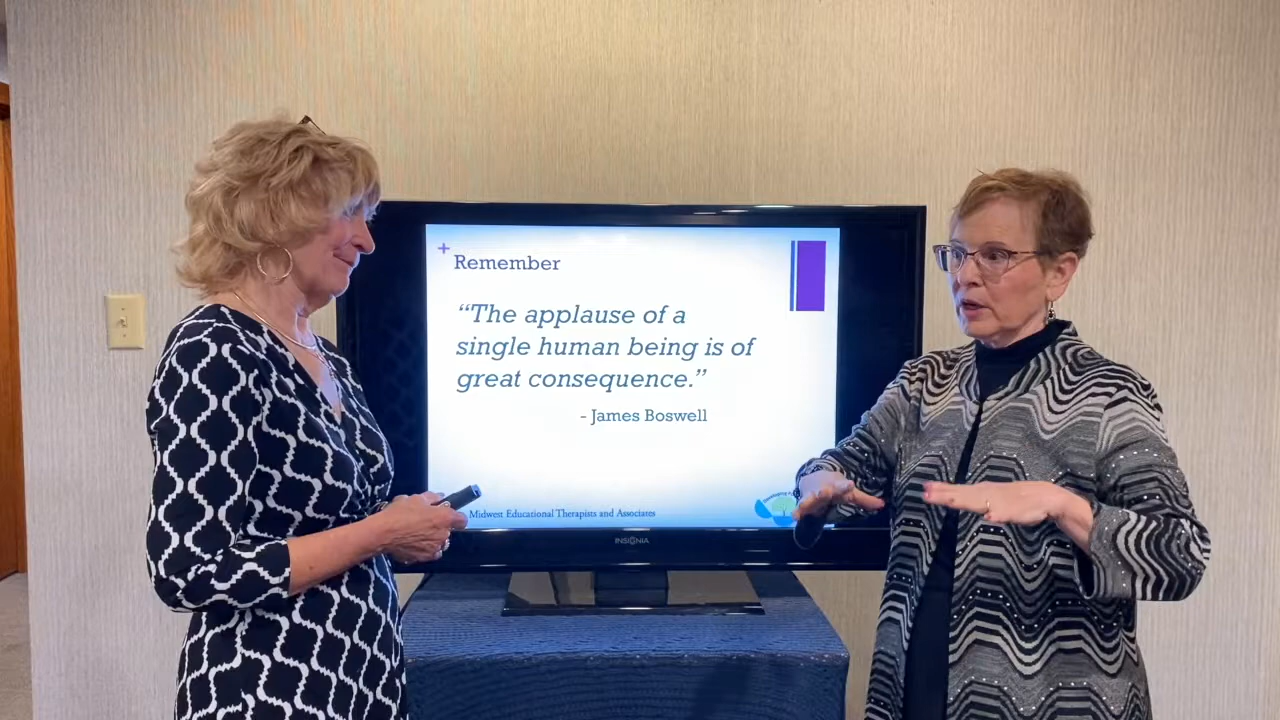 +
Remember
“The applause of a
single human being is of
great consequence.”
- James Boswell
Midwest Educational Therapists and Associates
INSIGNIA